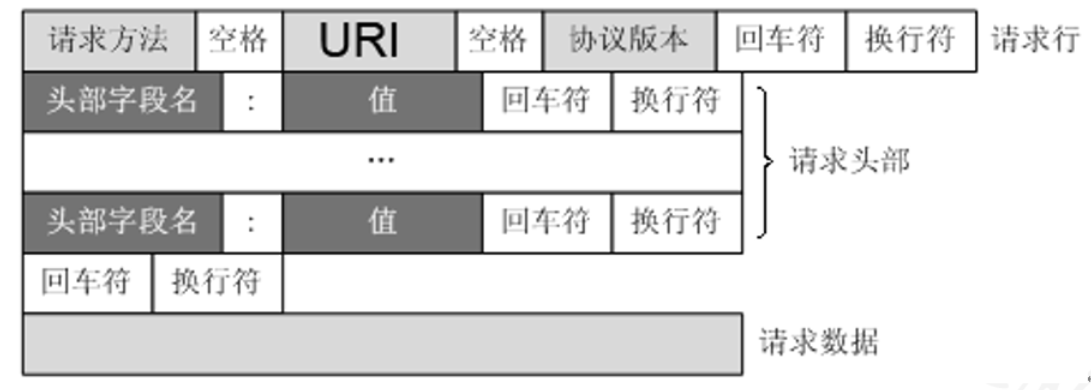 请求方法 空格 URI 空格 协议版本 回车符 换行符 请求行
头部字段名 : 值 回车符 换行符
...
请求头部
头部字段名 : 值 回车符 换行符
回车符 换行符
请求数据